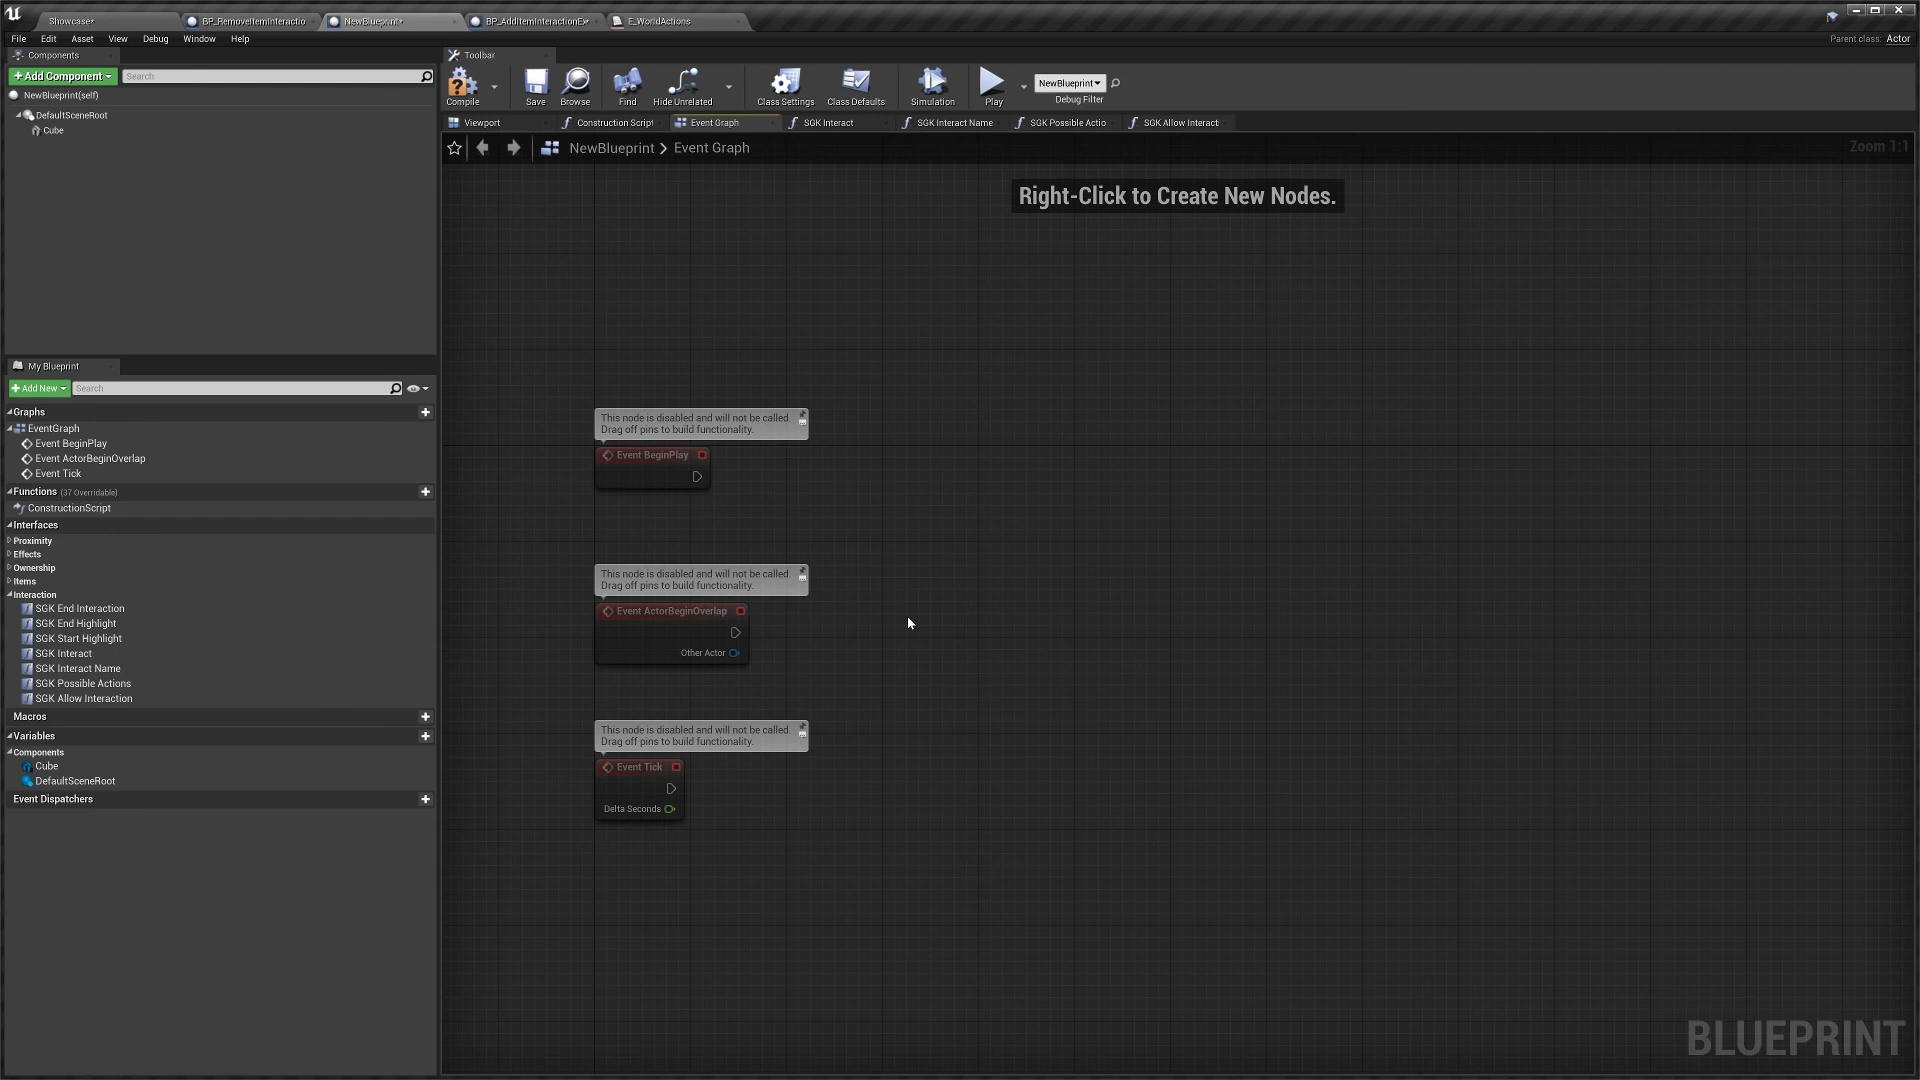 Showcase*
BP_RemoveItemInteractio
NewBlueprint*
BP_AddItemInteractionEx
E_WorldActions
File
Edit
Asset
View
Debug
Window
Help
Parent class: Actor
Components
Toolbar
+Add Component
Search
NewBlueprint(self)
DefaultSceneRoot
Cube
Compile
Save
Browse
Find
Hide Unrelated
Class Settings
Class Defaults
Simulation
Play
NewBlueprint
Debug Filter
Viewport
Construction Script
Event Graph
SGK Interact
SGK Interact Name
SGK Possible Actio
SGK Allow Interacti
NewBlueprint > Event Graph
Zoom 1:1
Right-Click to Create New Nodes.
My Blueprint
+Add New
Search
Graphs
EventGraph
Event BeginPlay
Event ActorBeginOverlap
Event Tick
Functions (37 Overridable)
ConstructionScript
Interfaces
Proximity
Effects
Ownership
Items
Interaction
SGK End Interaction
SGK End Highlight
SGK Start Highlight
SGK Interact
SGK Interact Name
SGK Possible Actions
SGK Allow Interaction
Macros
Variables
Components
Cube
DefaultSceneRoot
Event Dispatchers
This node is disabled and will not be called.
Drag off pins to build functionality.
Event BeginPlay
This node is disabled and will not be called.
Drag off pins to build functionality.
Event ActorBeginOverlap
Other Actor
This node is disabled and will not be called.
Drag off pins to build functionality.
Event Tick
Delta Seconds
BLUEPRINT